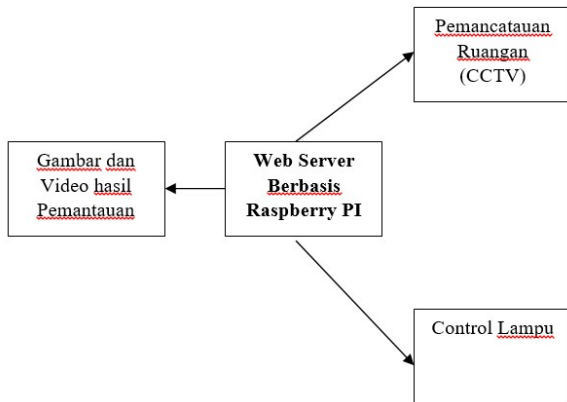 Pemancatauan
Ruangan
(CCTV)
Gambar dan
Video hasil
Pemantauan
Web Server
Berbasis
Raspberry PI
Control Lampu